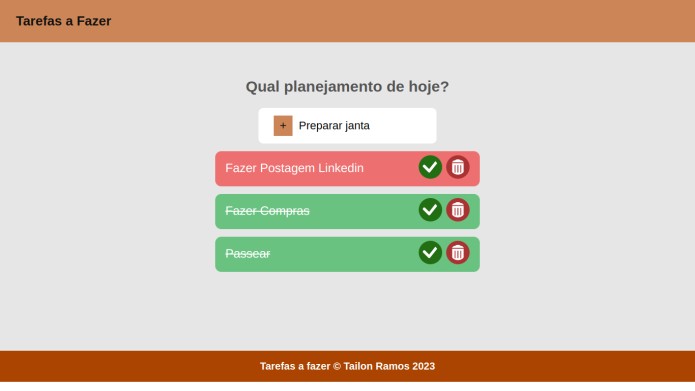 Tarefas a Fazer
Qual planejamento de hoje?
+ Preparar janta
Fazer Postagem Linkedin
Fazer Compras
Passear
Tarefas a fazer © Tailon Ramos 2023